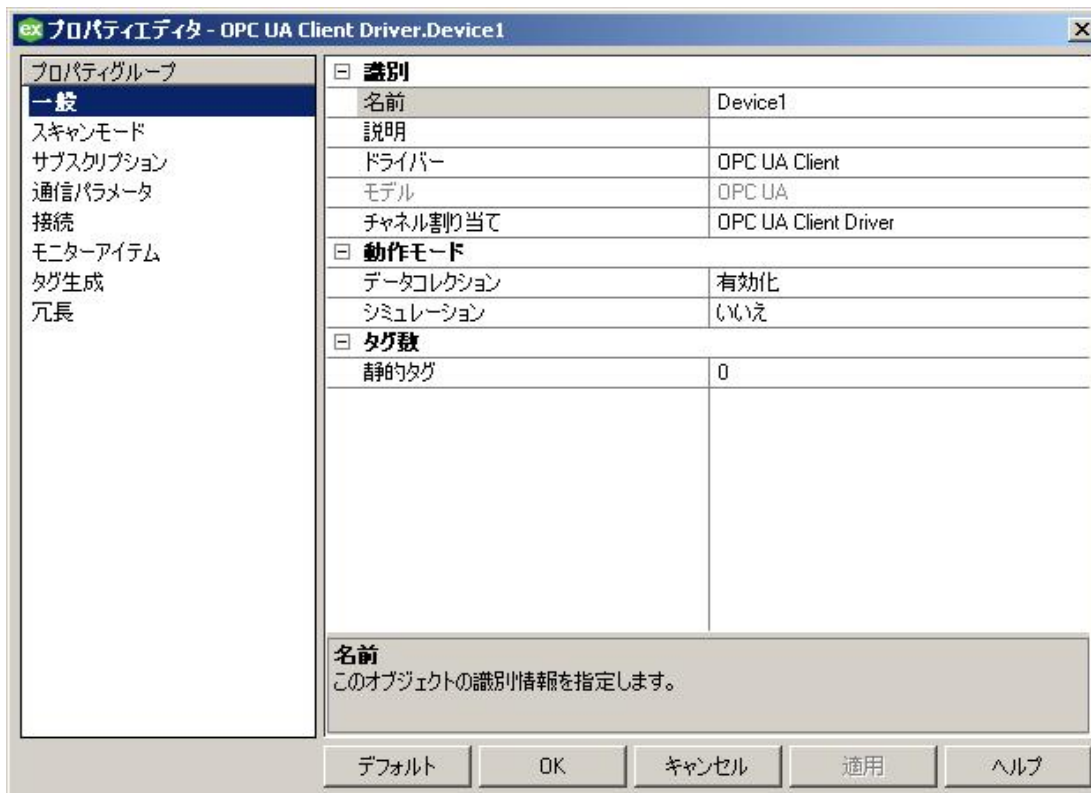 ex プロパティエディタ - OPC UA Client Driver.Device1
プロパティグループ
一般
スキャンモード
サブスクリプション
通信パラメータ
接続
モニターアイテム
タグ生成
冗長
識別
名前 Device1
説明
ドライバー OPC UA Client
モデル OPC UA
チャネル割り当て OPC UA Client Driver
動作モード
データコレクション 有効化
シミュレーション いいえ
タグ数
静的タグ 0
名前
このオブジェクトの識別情報を指定します。
デフォルト OK キャンセル 適用 ヘルプ